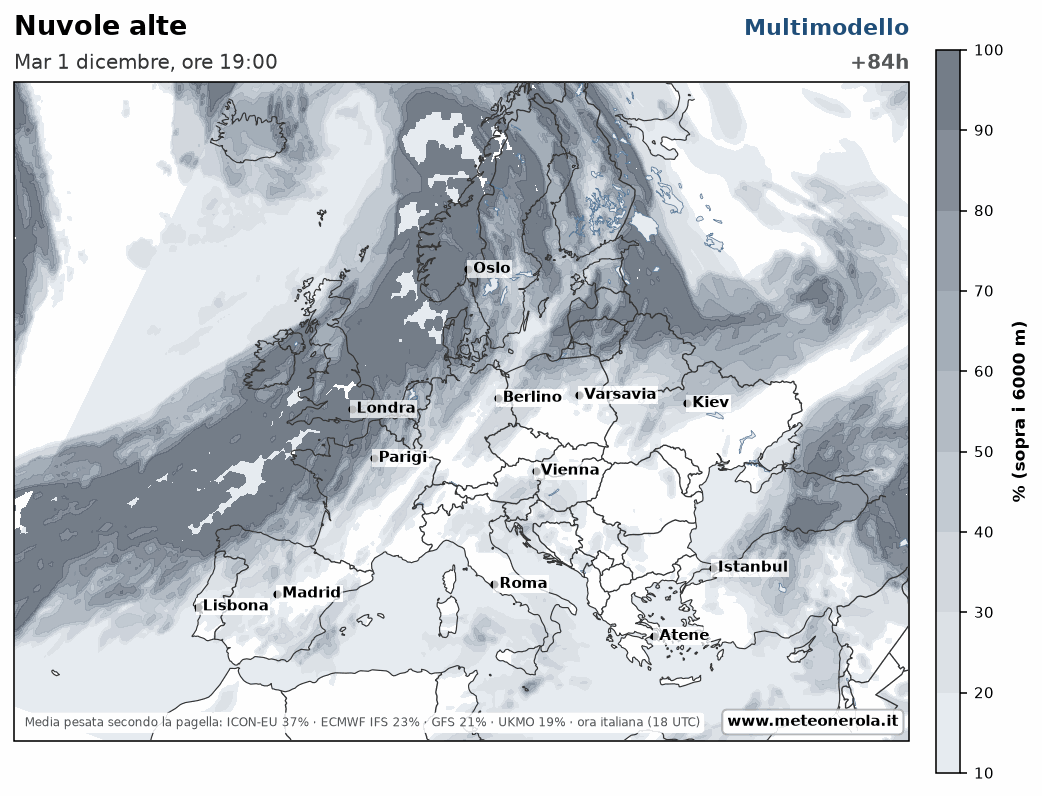 Nuvole alte
Multimodello
Mar 1 dicembre, ore 19:00
+84h
100
90
80
70
60
50
40
30
20
10
% (sopra i 6000 m)
Oslo
Berlino
Varsavia
Kiev
Londra
Parigi
Vienna
Istanbul
Roma
Madrid
Lisbona
Atene
Media pesata secondo la pagella: ICON-EU 37% · ECMWF IFS 23% · GFS 21% · UKMO 19% · ora italiana (18 UTC)
www.meteonerola.it